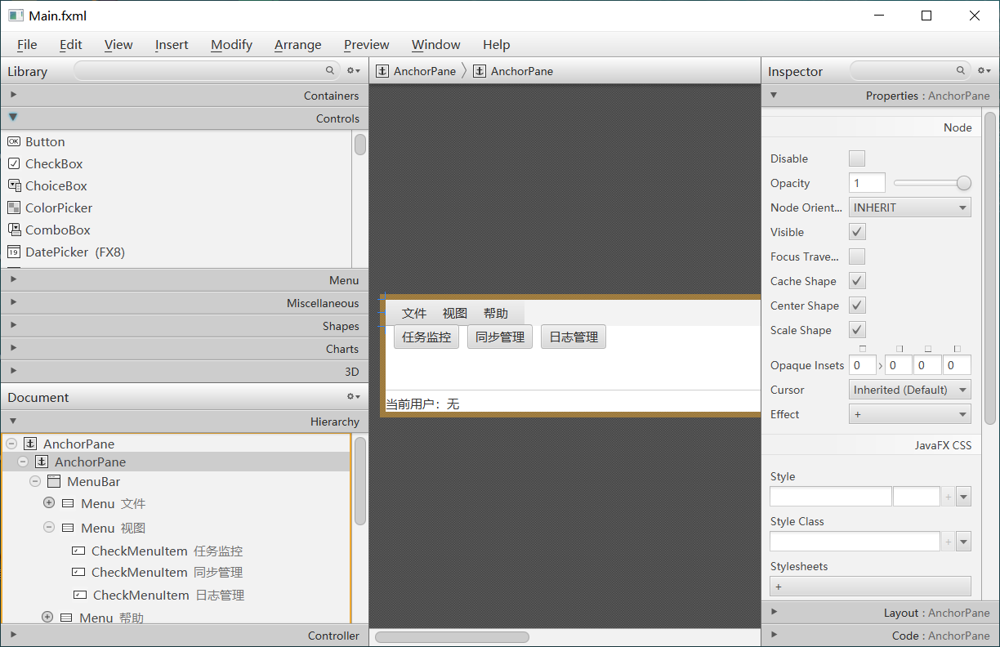 Main.fxml
File Edit View Insert Modify Arrange Preview Window Help
Library
Containers
Controls
OK Button
CheckBox
ChoiceBox
ColorPicker
ComboBox
19 DatePicker (FX8)
Menu
Miscellaneous
Shapes
Charts
3D
Document
Hierarchy
AnchorPane
AnchorPane
MenuBar
Menu 文件
Menu 视图
CheckMenuItem 任务监控
CheckMenuItem 同步管理
CheckMenuItem 日志管理
Menu 帮助
Controller
AnchorPane AnchorPane
文件 视图 帮助
任务监控 同步管理 日志管理
当前用户：无
Inspector
Properties : AnchorPane
Node
Disable
Opacity 1
Node Orient... INHERIT
Visible
Focus Trave...
Cache Shape
Center Shape
Scale Shape
Opaque Insets 0 0 0 0
Cursor Inherited (Default)
Effect +
JavaFX CSS
Style
+
Style Class
+
Stylesheets
+
Layout : AnchorPane
Code : AnchorPane